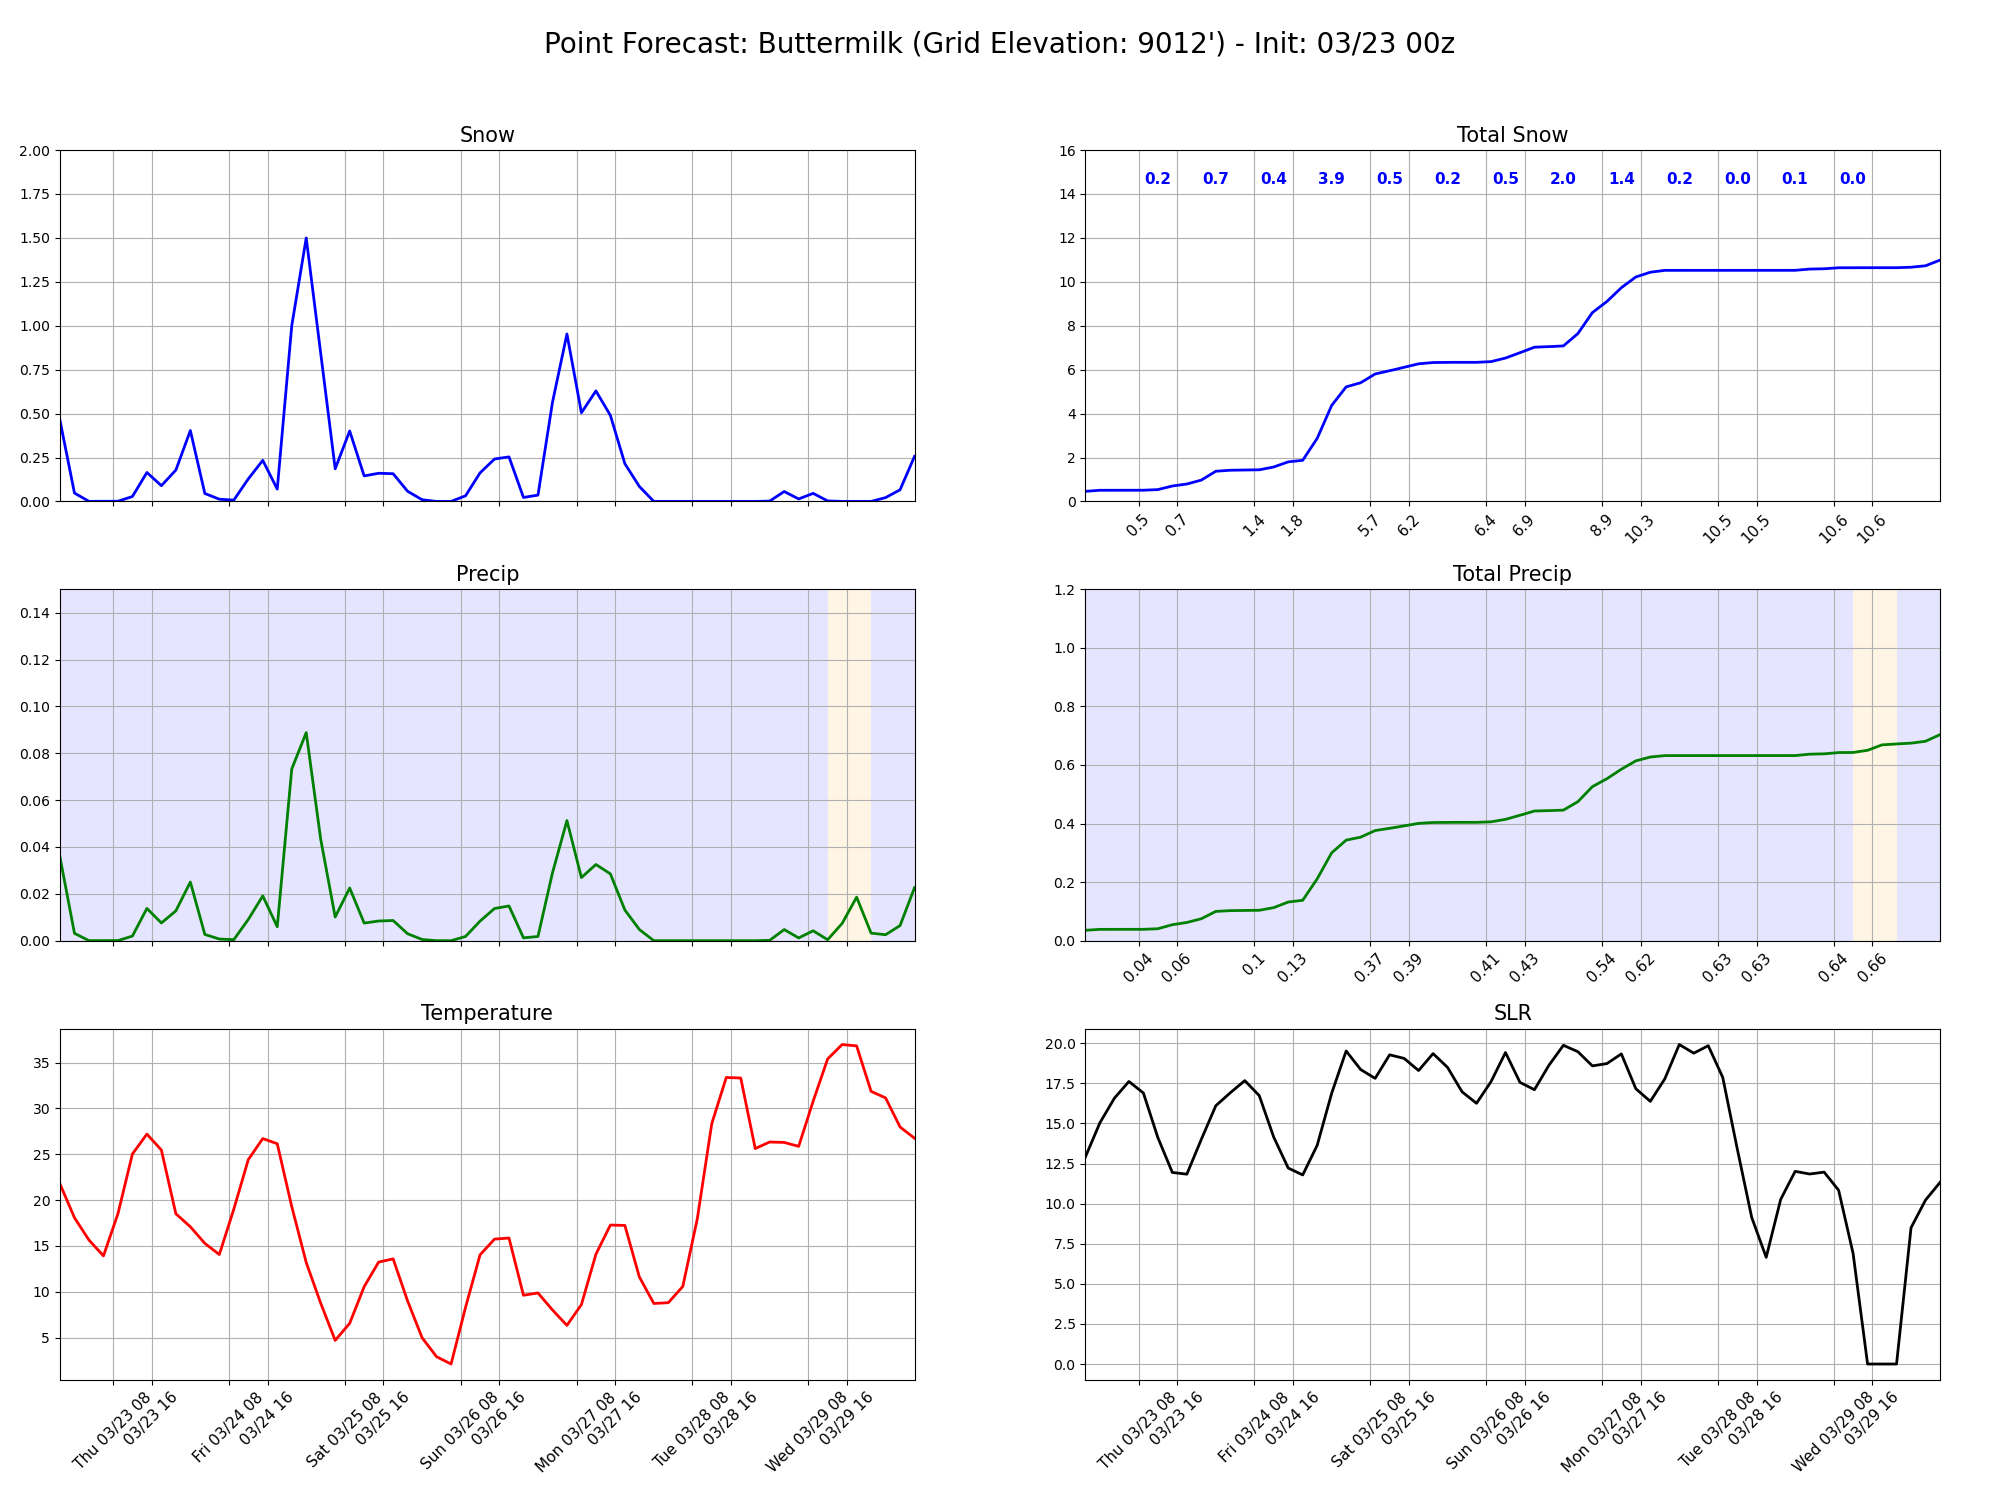 Point Forecast: Buttermilk (Grid Elevation: 9012') - Init: 03/23 00z
Snow
2.00
1.75
1.50
1.25
1.00
0.75
0.50
0.25
0.00
Total Snow
16
14
12
10
8
6
4
2
0
0.2 0.7 0.4 3.9 0.5 0.2 0.5 2.0 1.4 0.2 0.0 0.1 0.0
0.5 0.7 1.4 1.8 5.7 6.2 6.4 6.9 8.9 10.3 10.5 10.5 10.6 10.6
Precip
0.14
0.12
0.10
0.08
0.06
0.04
0.02
0.00
Total Precip
1.2
1.0
0.8
0.6
0.4
0.2
0.0
0.04 0.06 0.1 0.13 0.37 0.39 0.41 0.43 0.54 0.62 0.63 0.63 0.64 0.66
Temperature
35
30
25
20
15
10
5
Thu 03/23 08
03/23 16
Fri 03/24 08
03/24 16
Sat 03/25 08
03/25 16
Sun 03/26 08
03/26 16
Mon 03/27 08
03/27 16
Tue 03/28 08
03/28 16
Wed 03/29 08
03/29 16
SLR
20.0
17.5
15.0
12.5
10.0
7.5
5.0
2.5
0.0
Thu 03/23 08
03/23 16
Fri 03/24 08
03/24 16
Sat 03/25 08
03/25 16
Sun 03/26 08
03/26 16
Mon 03/27 08
03/27 16
Tue 03/28 08
03/28 16
Wed 03/29 08
03/29 16